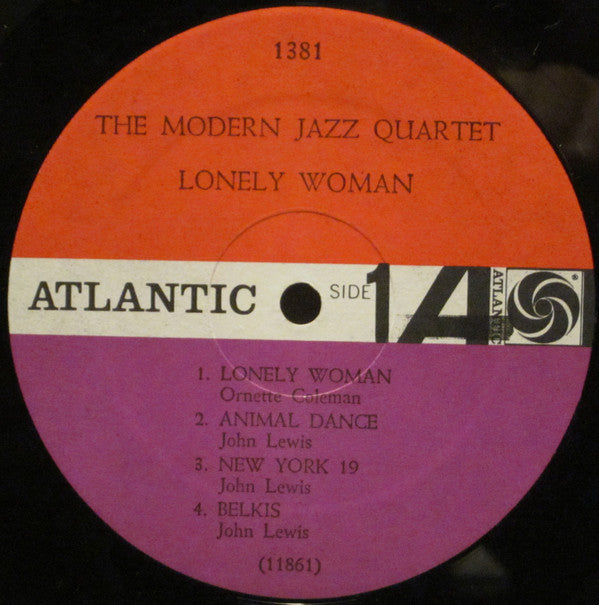 1381
THE MODERN JAZZ QUARTET
LONELY WOMAN
ATLANTIC
SIDE 1
A
ATLANTIC
®
1. LONELY WOMAN
Ornette Coleman
2. ANIMAL DANCE
John Lewis
3. NEW YORK 19
John Lewis
4. BELKIS
John Lewis
(11861)